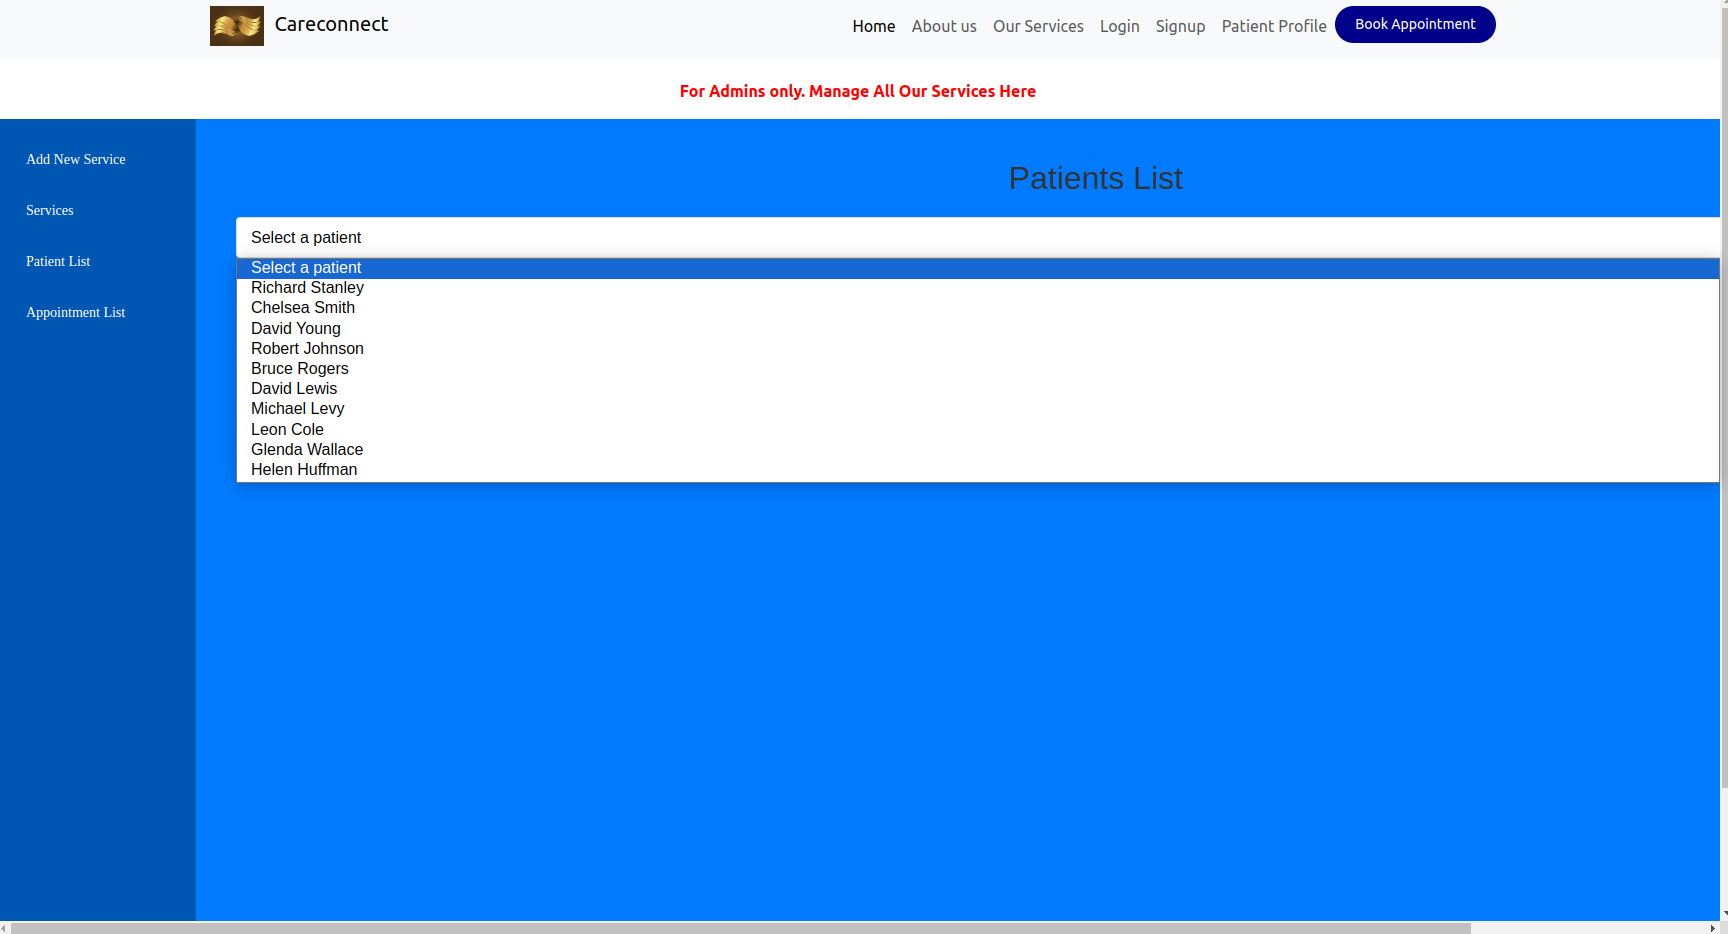 Careconnect
Home About us Our Services Login Signup Patient Profile Book Appointment
For Admins only. Manage All Our Services Here
Add New Service
Services
Patient List
Appointment List
Patients List
Select a patient
Select a patient
Richard Stanley
Chelsea Smith
David Young
Robert Johnson
Bruce Rogers
David Lewis
Michael Levy
Leon Cole
Glenda Wallace
Helen Huffman